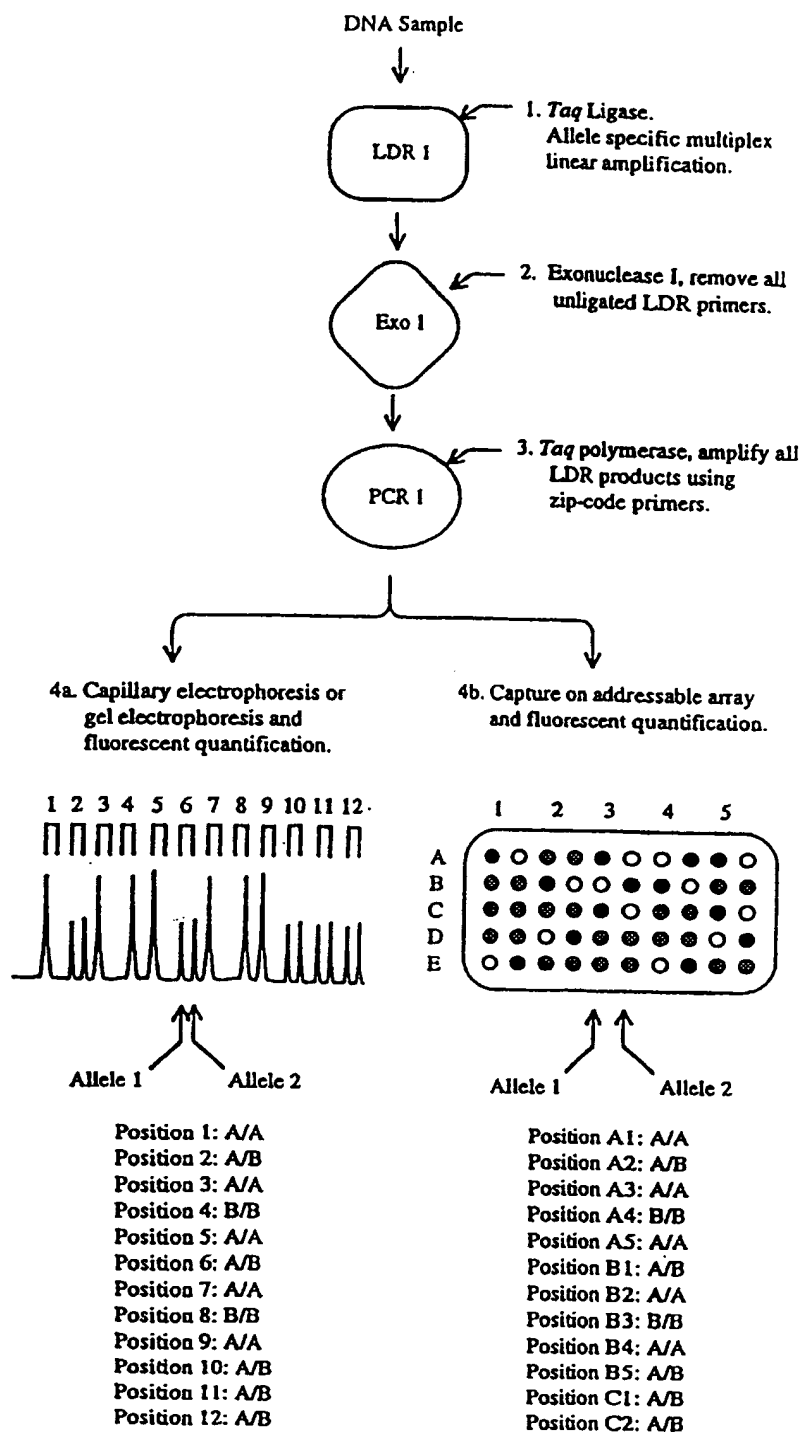 DNA Sample
LDR 1
1. Taq Ligase.
Allele specific multiplex
linear amplification.
Exo 1
2. Exonuclease I, remove all
unligated LDR primers.
PCR 1
3. Taq polymerase, amplify all
LDR products using
zip-code primers.
4a. Capillary electrophoresis or
gel electrophoresis and
fluorescent quantification.
1 2 3 4 5 6 7 8 9 10 11 12
Allele 1 Allele 2
Position 1: A/A
Position 2: A/B
Position 3: A/A
Position 4: B/B
Position 5: A/A
Position 6: A/B
Position 7: A/A
Position 8: B/B
Position 9: A/A
Position 10: A/B
Position 11: A/B
Position 12: A/B
4b. Capture on addressable array
and fluorescent quantification.
1 2 3 4 5
A
B
C
D
E
Allele 1 Allele 2
Position A1: A/A
Position A2: A/B
Position A3: A/A
Position A4: B/B
Position A5: A/A
Position B1: A/B
Position B2: A/A
Position B3: B/B
Position B4: A/A
Position B5: A/B
Position C1: A/B
Position C2: A/B